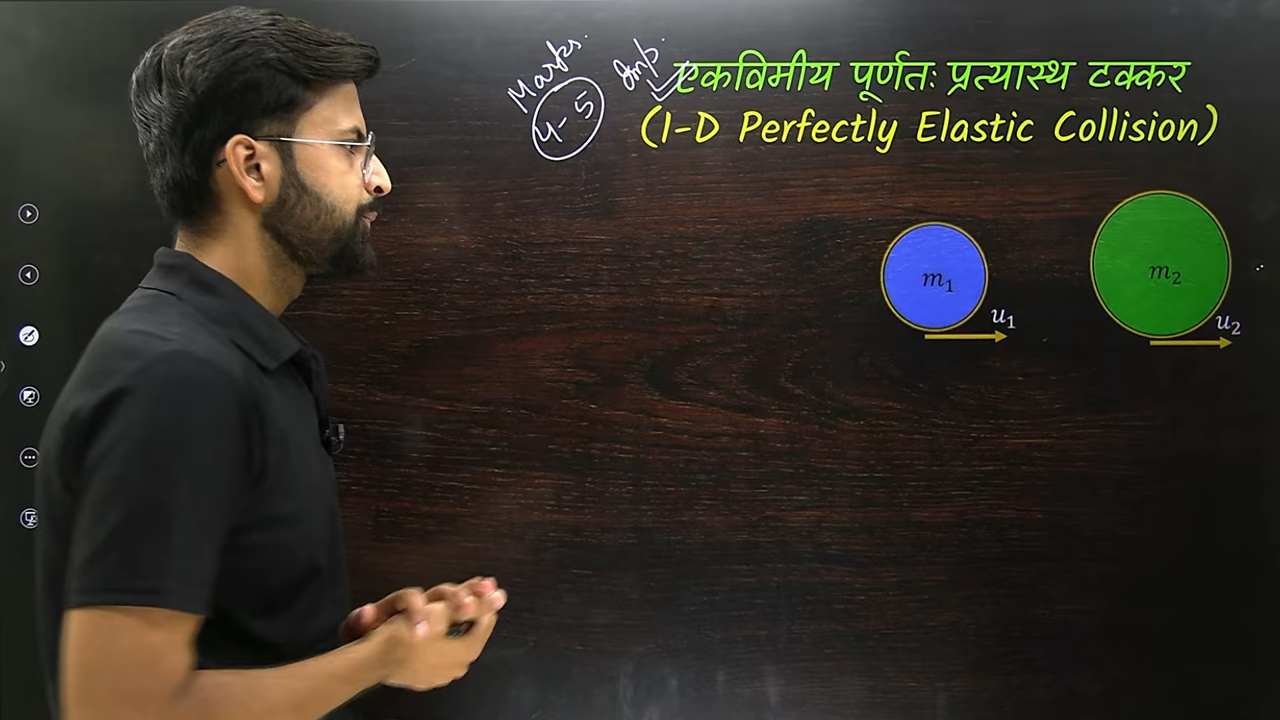 Marks.
4-5
Imp.
एकविमीय पूर्णतः प्रत्यास्थ टक्कर
(1-D Perfectly Elastic Collision)
m₁
m₂
u₁
u₂